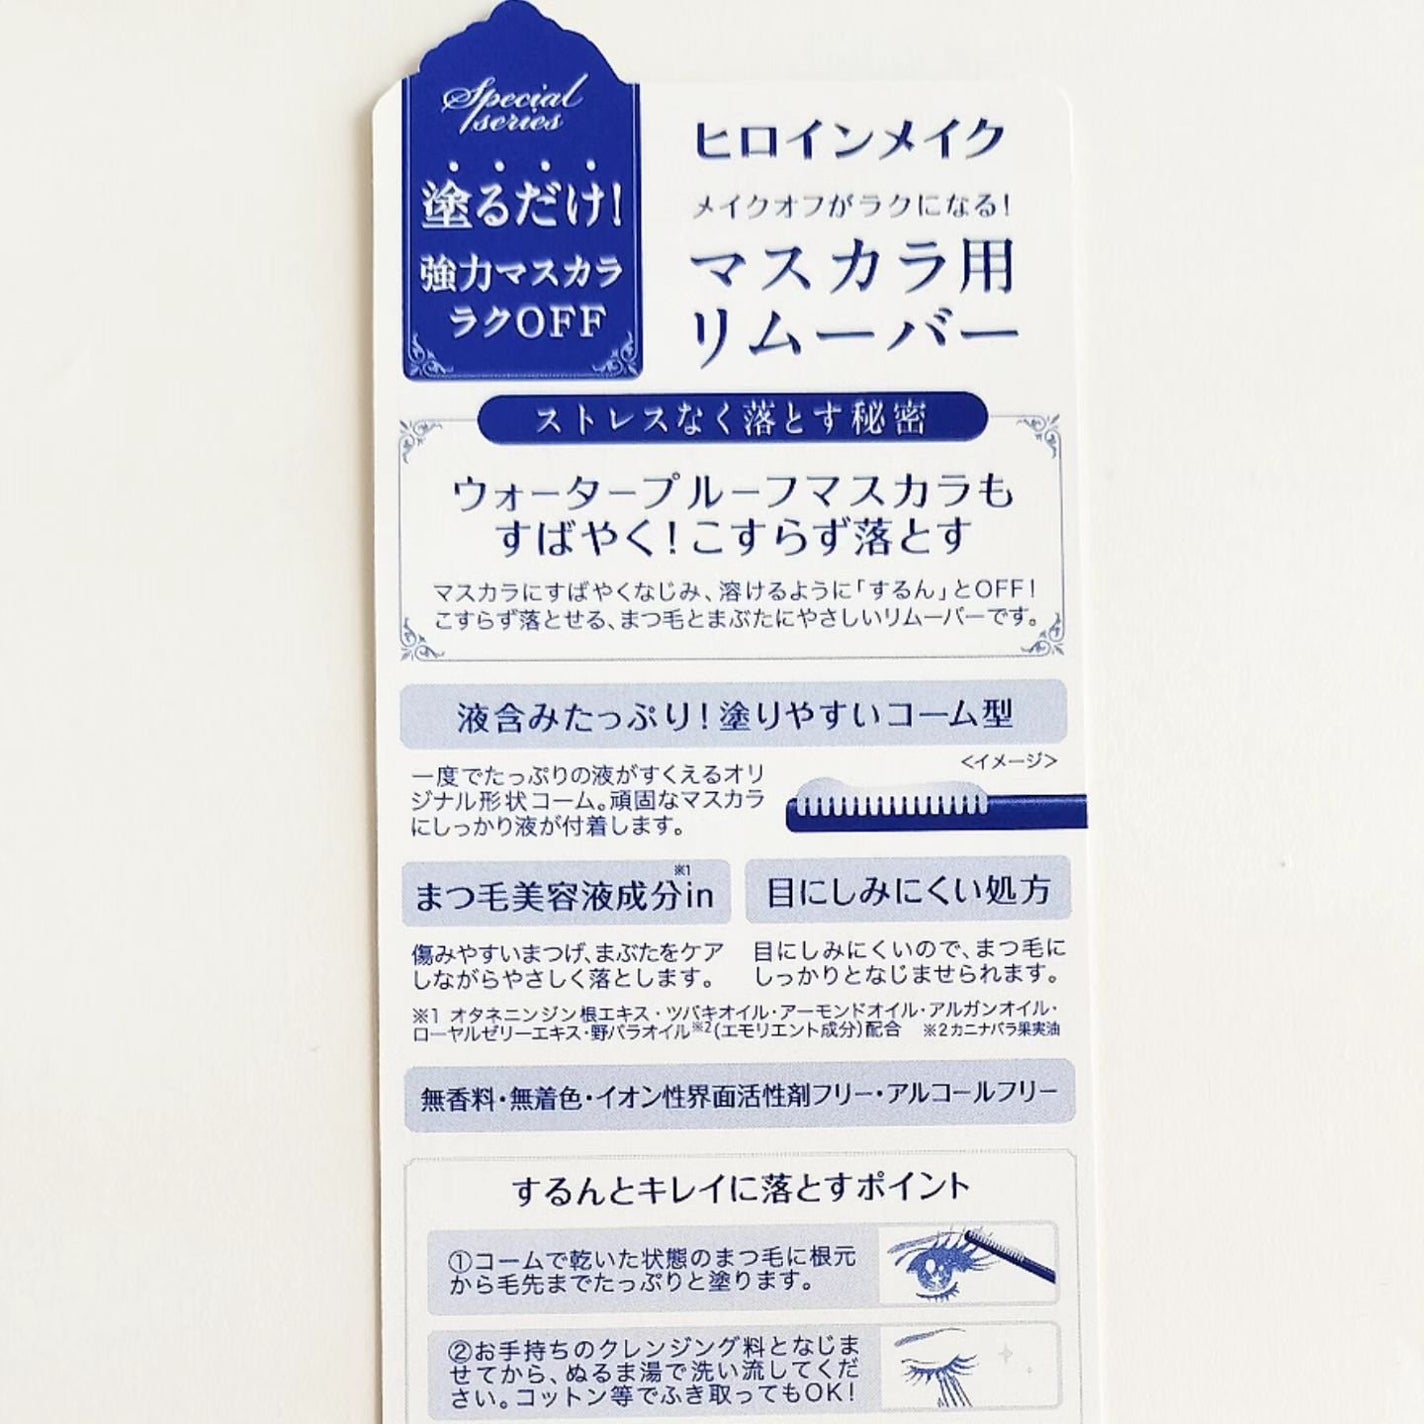 Special
series
塗るだけ!
強力マスカラ
ラクOFF
ヒロインメイク
メイクオフがラクになる!
マスカラ用
リムーバー
ストレスなく落とす秘密
ウォータープルーフマスカラも
すばやく!こすらず落とす
マスカラにすばやくなじみ、溶けるように「するん」とOFF!
こすらず落とせる、まつ毛とまぶたにやさしいリムーバーです。
液含みたっぷり!塗りやすいコーム型
<イメージ>
一度でたっぷりの液がすくえるオリ
ジナル形状コーム。頑固なマスカラ
にしっかり液が付着します。
まつ毛美容液成分※1in
傷みやすいまつげ、まぶたをケア
しながらやさしく落とします。
目にしみにくい処方
目にしみにくいので、まつ毛に
しっかりとなじませられます。
※1 オタネニンジン根エキス・ツバキオイル・アーモンドオイル・アルガンオイル・
ローヤルゼリーエキス・野バラオイル※2(エモリエント成分)配合 ※2カニナバラ果実油
無香料・無着色・イオン性界面活性剤フリー・アルコールフリー
するんとキレイに落とすポイント
①コームで乾いた状態のまつ毛に根元
から毛先までたっぷりと塗ります。
②お手持ちのクレンジング料となじま
せてから、ぬるま湯で洗い流してくだ
さい。コットン等でふき取ってもOK!